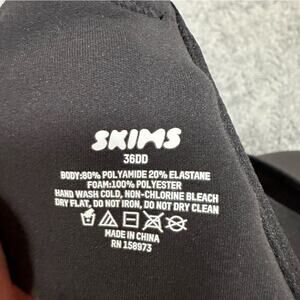 SKIMS
36DD
BODY:80% POLYAMIDE 20% ELASTANE
FOAM:100% POLYESTER
HAND WASH COLD, NON-CHLORINE BLEACH
DRY FLAT, DO NOT IRON, DO NOT DRY CLEAN
MADE IN CHINA
RN 158973